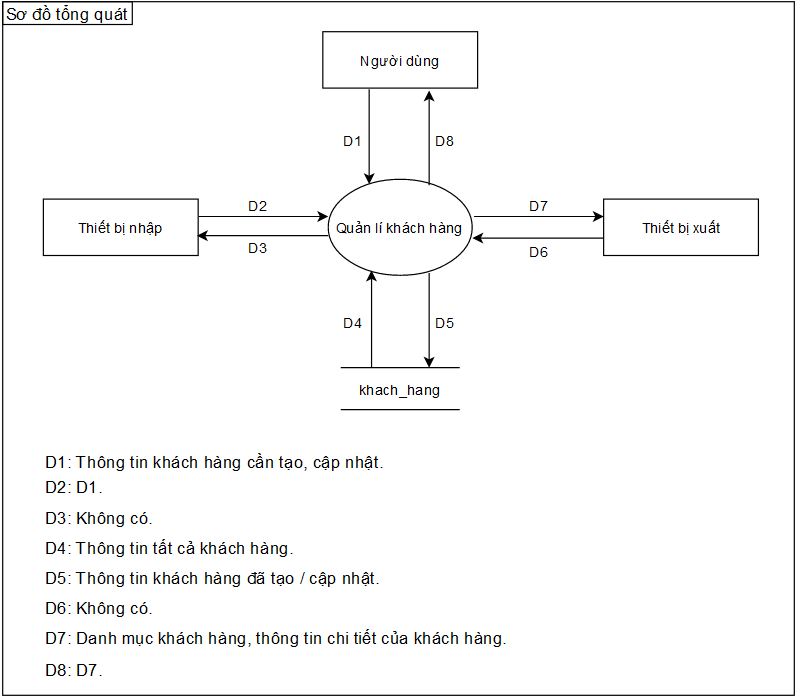 Sơ đồ tổng quát
Người dùng
D1
D8
Thiết bị nhập
D2
D3
Quản lí khách hàng
D7
D6
Thiết bị xuất
D4
D5
khach_hang
D1: Thông tin khách hàng cần tạo, cập nhật.
D2: D1.
D3: Không có.
D4: Thông tin tất cả khách hàng.
D5: Thông tin khách hàng đã tạo / cập nhật.
D6: Không có.
D7: Danh mục khách hàng, thông tin chi tiết của khách hàng.
D8: D7.